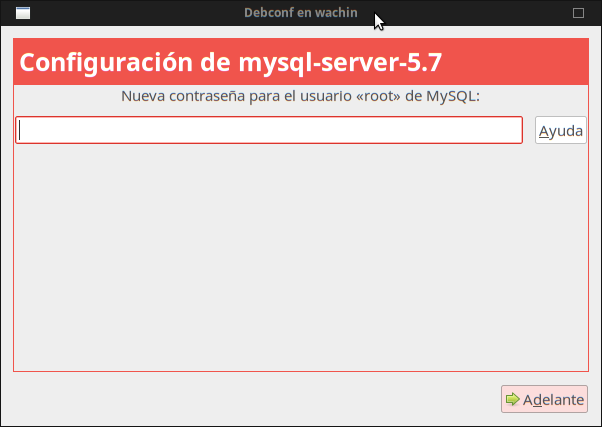 Debconf en wachin
Configuración de mysql-server-5.7
Nueva contraseña para el usuario «root» de MySQL:
Ayuda
Adelante